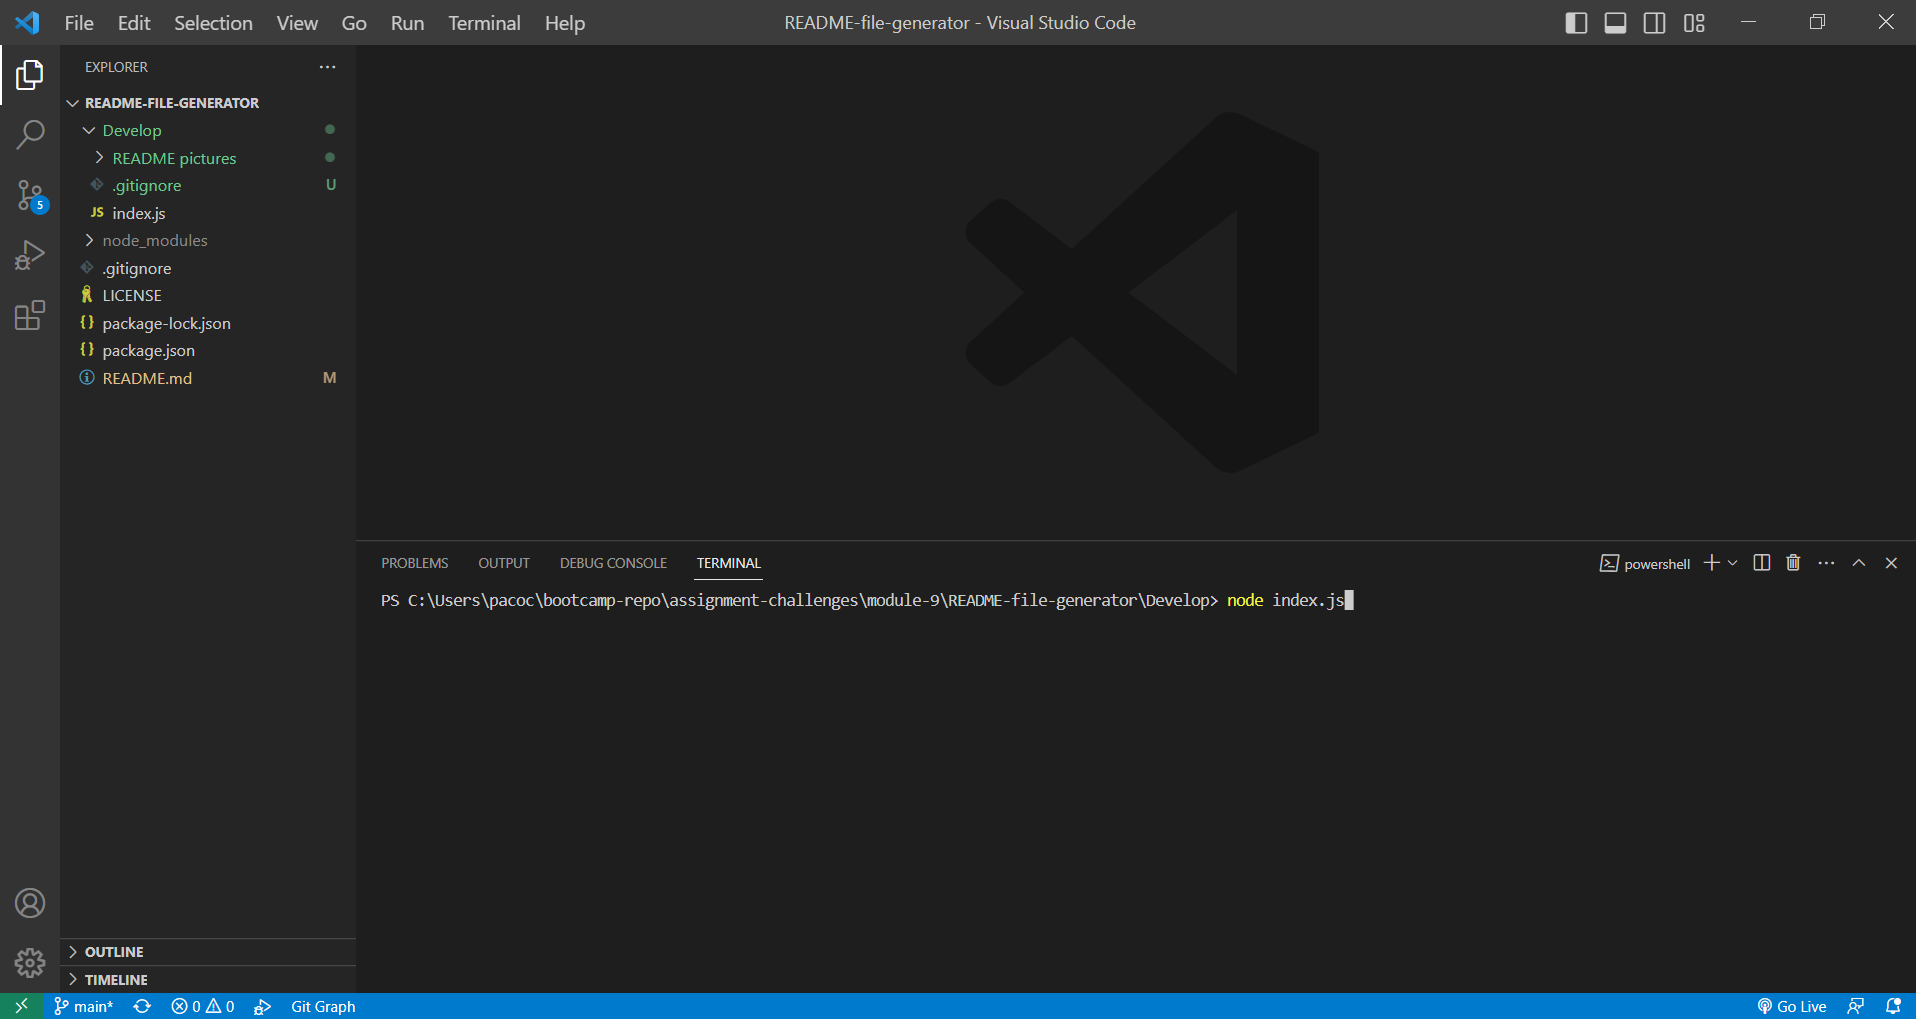 File Edit Selection View Go Run Terminal Help README-file-generator - Visual Studio Code
EXPLORER
README-FILE-GENERATOR
Develop
README pictures
.gitignore U
JS index.js
node_modules
.gitignore
LICENSE
{} package-lock.json
{} package.json
README.md M
5
OUTLINE
TIMELINE
PROBLEMS OUTPUT DEBUG CONSOLE TERMINAL powershell
PS C:\Users\pacoc\bootcamp-repo\assignment-challenges\module-9\README-file-generator\Develop> node index.js
main* 0 0 Git Graph Go Live